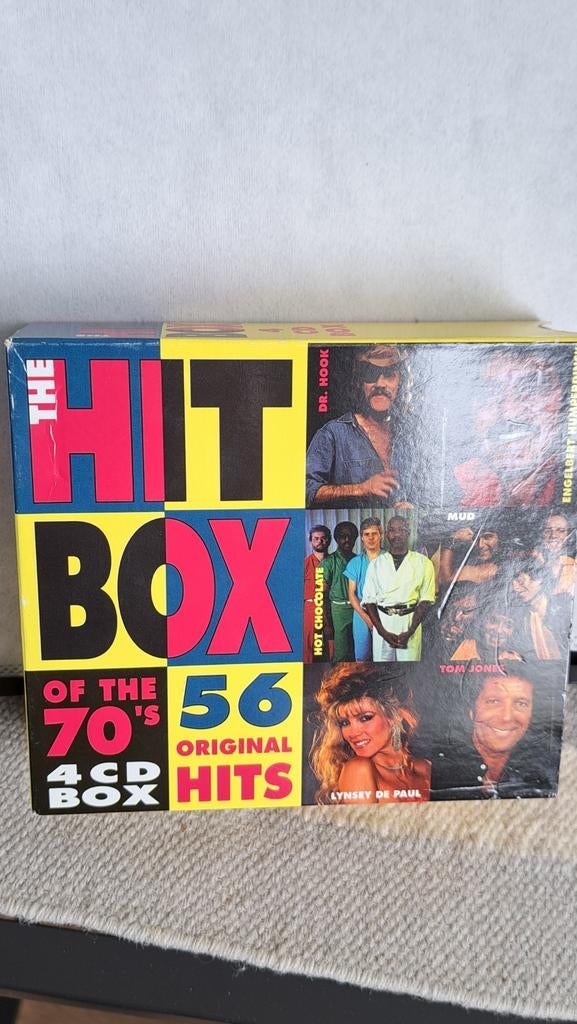 THE
HIT
BOX
OF THE
70's
4 CD
BOX
56
ORIGINAL
HITS
DR. HOOK
HOT CHOCOLATE
MUD
TOM JONES
LYNSEY DE PAUL
ENGELBERT